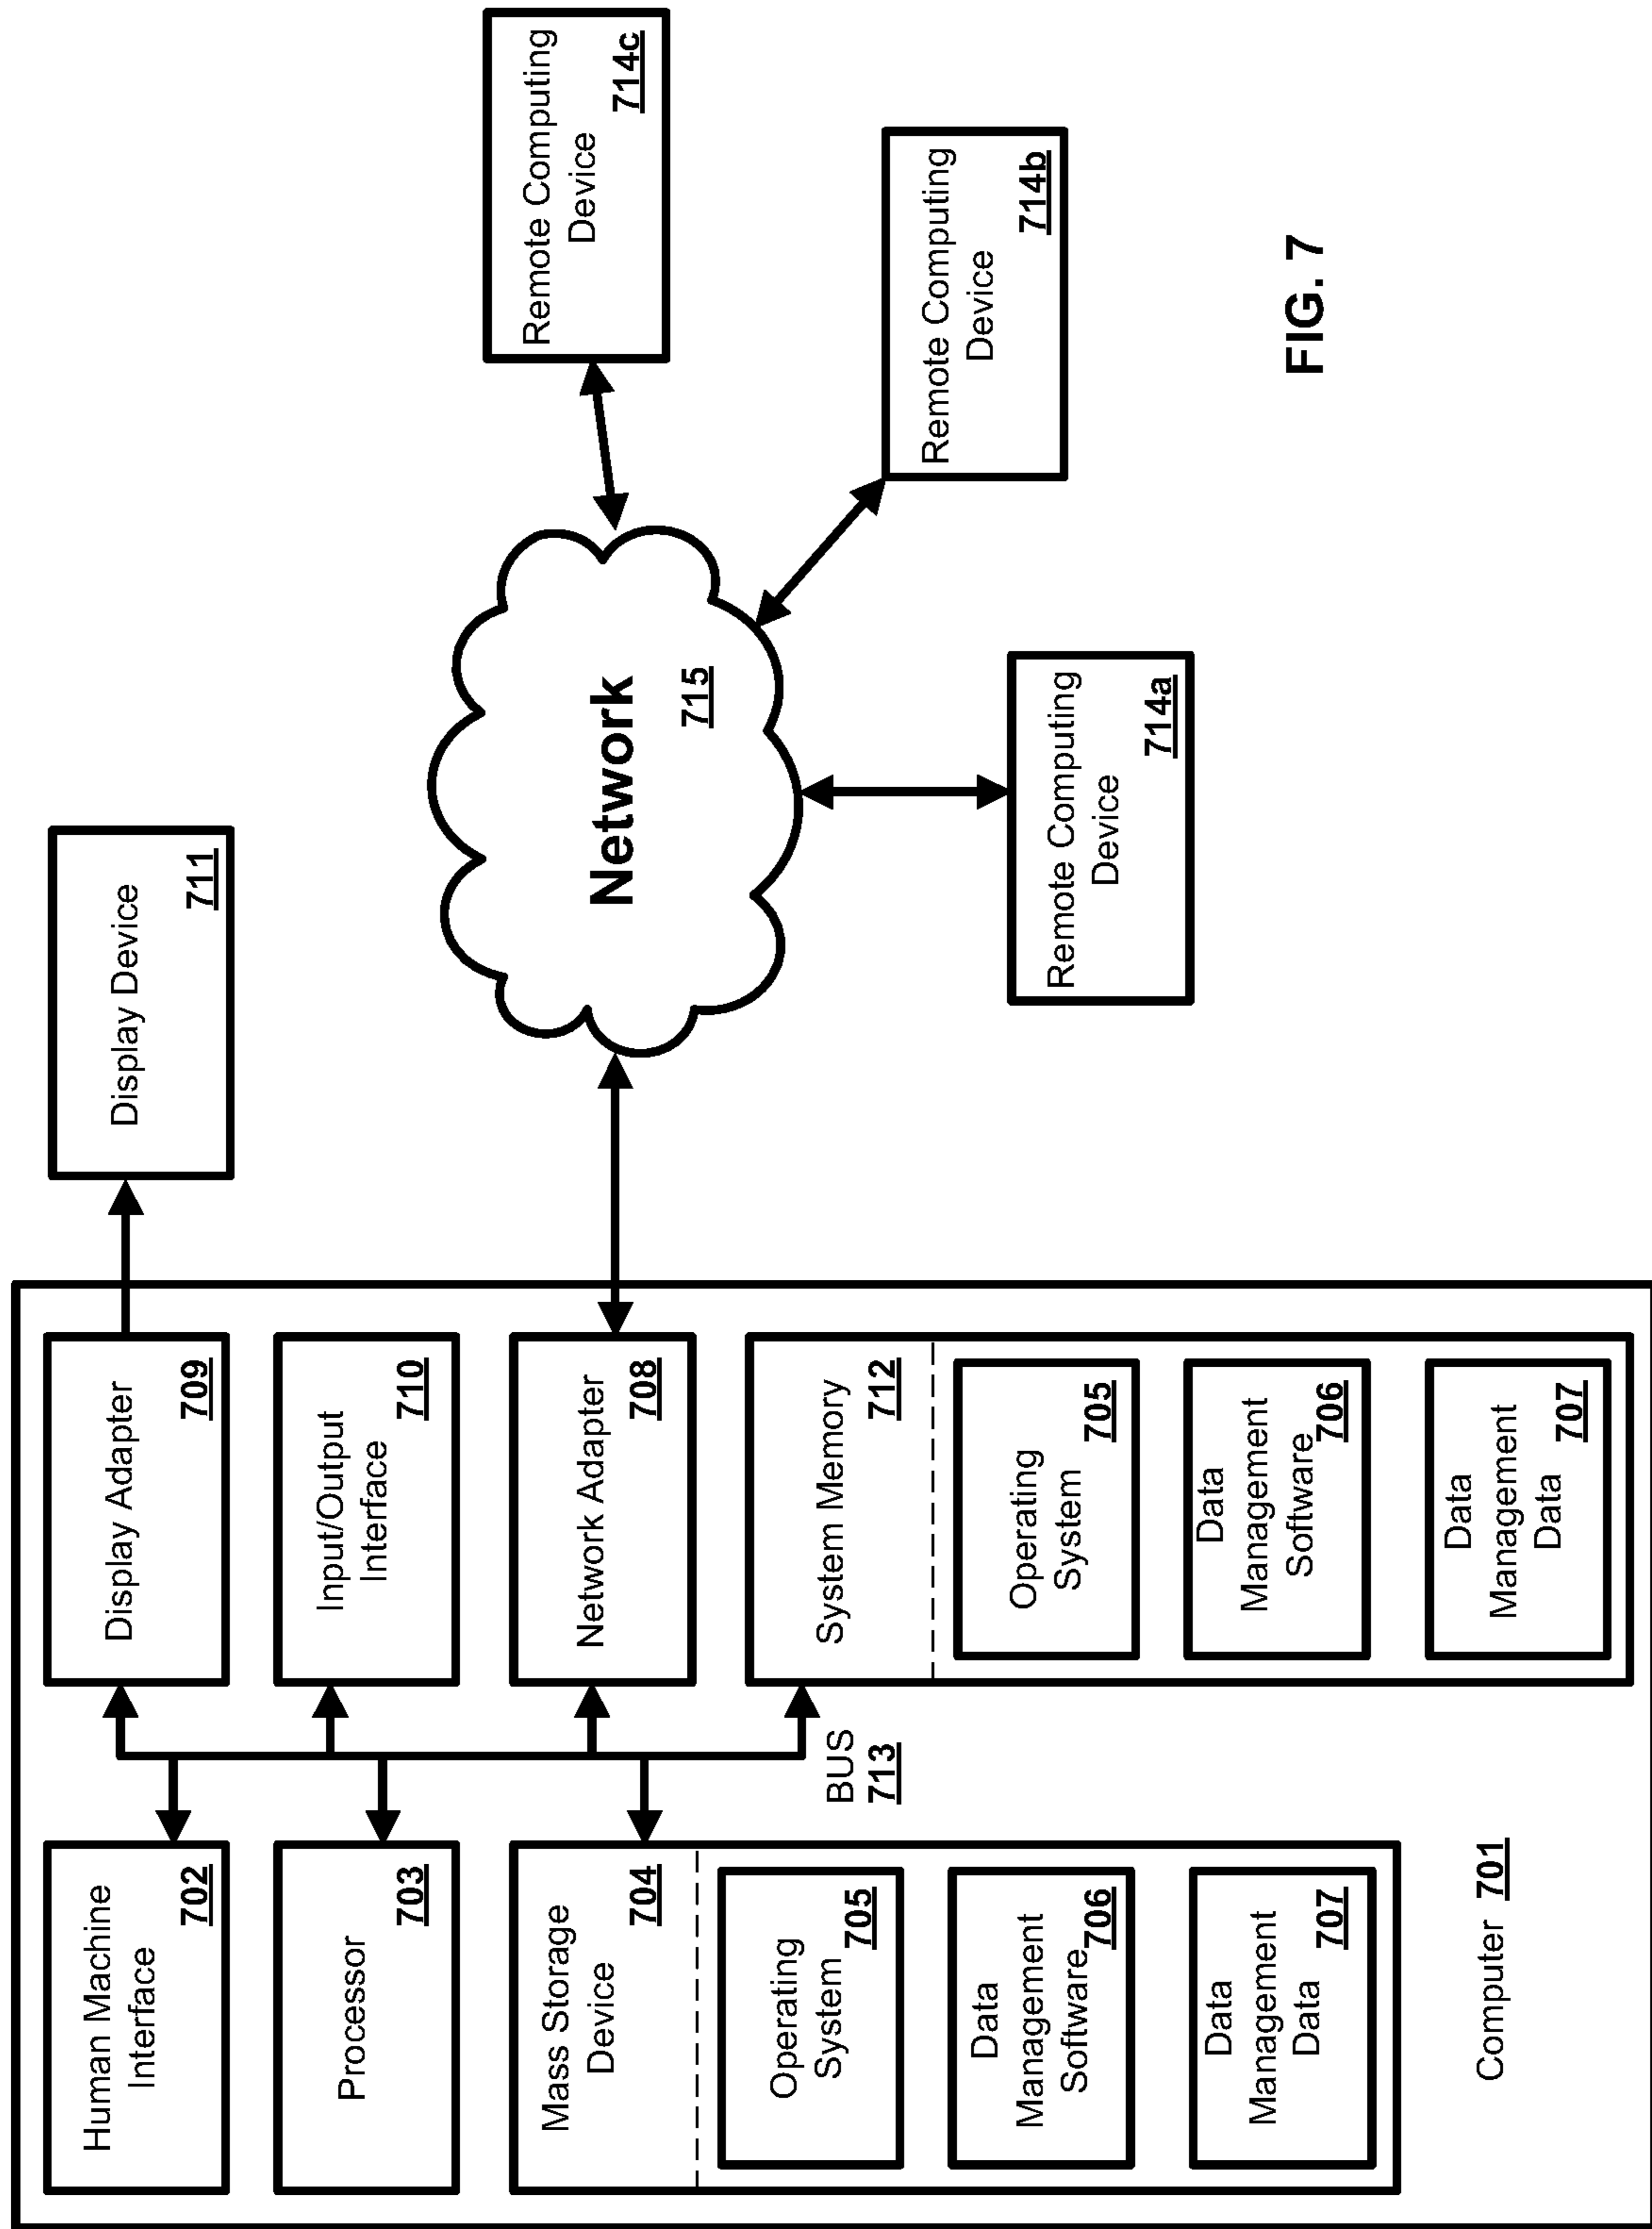 Human Machine
Interface
702
Processor
703
Mass Storage
Device
704
Operating
System
705
Data
Management
Software
706
Data
Management
Data
707
Computer 701
BUS
713
Display Adapter
709
Input/Output
Interface
710
Network Adapter
708
System Memory
712
Operating
System
705
Data
Management
Software
706
Data
Management
Data
707
Display Device
711
Network
715
Remote Computing
Device
714a
Remote Computing
Device
714b
Remote Computing
Device
714c
FIG. 7